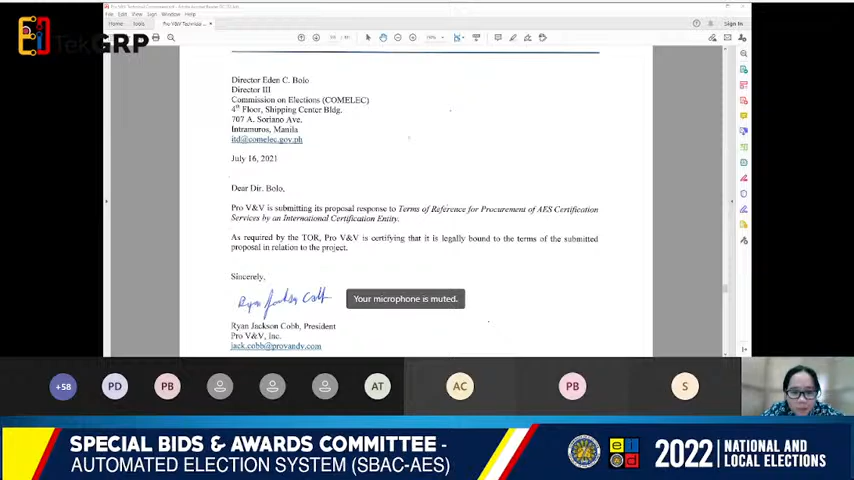 TekGRP
Home Tools
Sign In
Director Eden C. Bolo
Director III
Commission on Elections (COMELEC)
4th Floor, Shipping Center Bldg.
707 A. Soriano Ave.
Intramuros, Manila
itd@comelec.gov.ph
July 16, 2021
Dear Dir. Bolo,
Pro V&V is submitting its proposal response to Terms of Reference for Procurement of AES Certification
Services by an International Certification Entity.
As required by the TOR, Pro V&V is certifying that it is legally bound to the terms of the submitted
proposal in relation to the project.
Sincerely,
Your microphone is muted.
Ryan Jackson Cobb, President
Pro V&V, Inc.
jack.cobb@provandv.com
+58 PD PB AT AC PB S
SPECIAL BIDS & AWARDS COMMITTEE -
AUTOMATED ELECTION SYSTEM (SBAC-AES)
2022 NATIONAL AND
LOCAL ELECTIONS